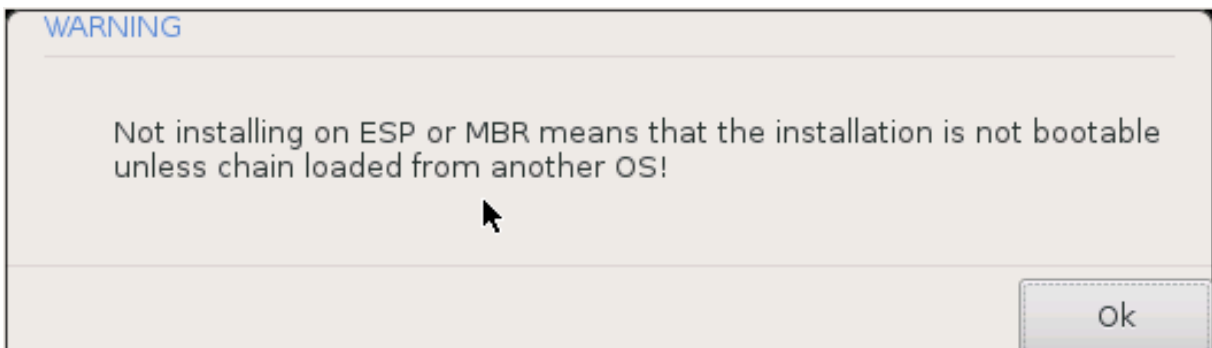 WARNING
Not installing on ESP or MBR means that the installation is not bootable
unless chain loaded from another OS!
Ok